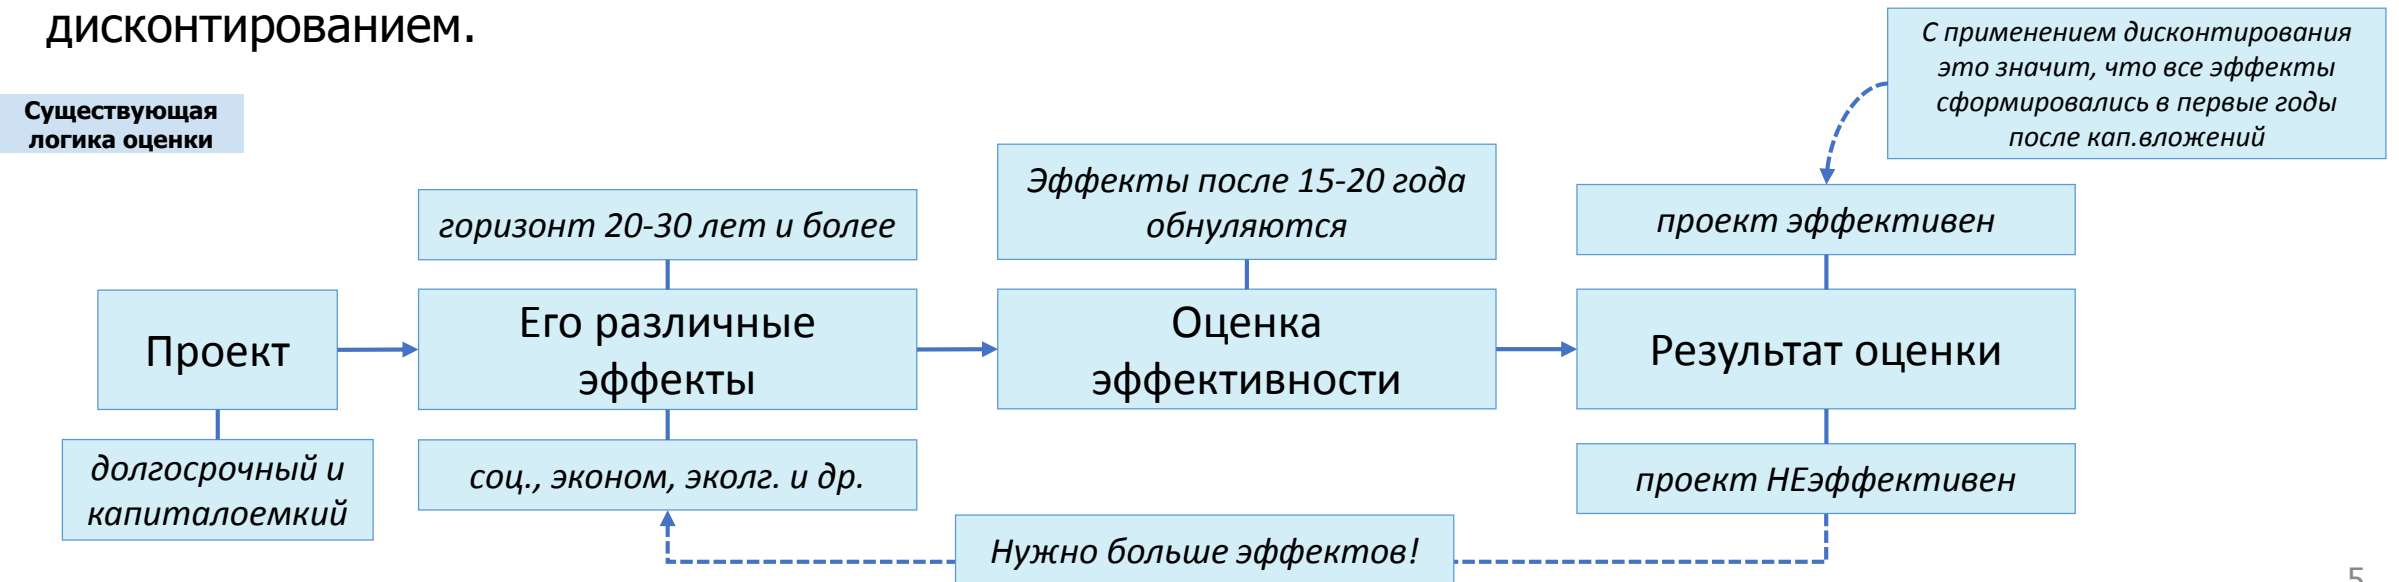 дисконтированием.
С применением дисконтирования
это значит, что все эффекты
сформировались в первые годы
после кап.вложений
Существующая
логика оценки
горизонт 20-30 лет и более
Эффекты после 15-20 года
обнуляются
проект эффективен
Проект
Его различные
эффекты
Оценка
эффективности
Результат оценки
долгосрочный и
капиталоемкий
соц., эконом, эколг. и др.
проект НЕэффективен
Нужно больше эффектов!
5